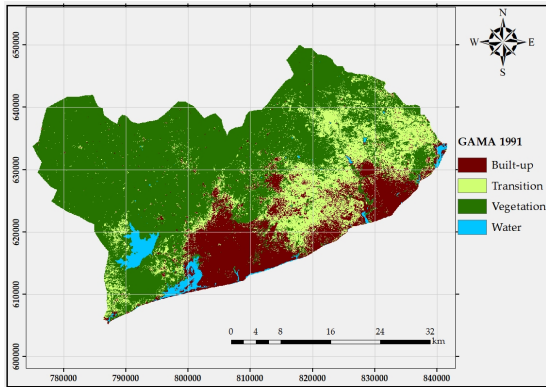 N
W E
S
GAMA 1991
Built-up
Transition
Vegetation
Water
650000
640000
630000
620000
610000
600000
0 4 8 16 24 32
km
780000 790000 800000 810000 820000 830000 840000